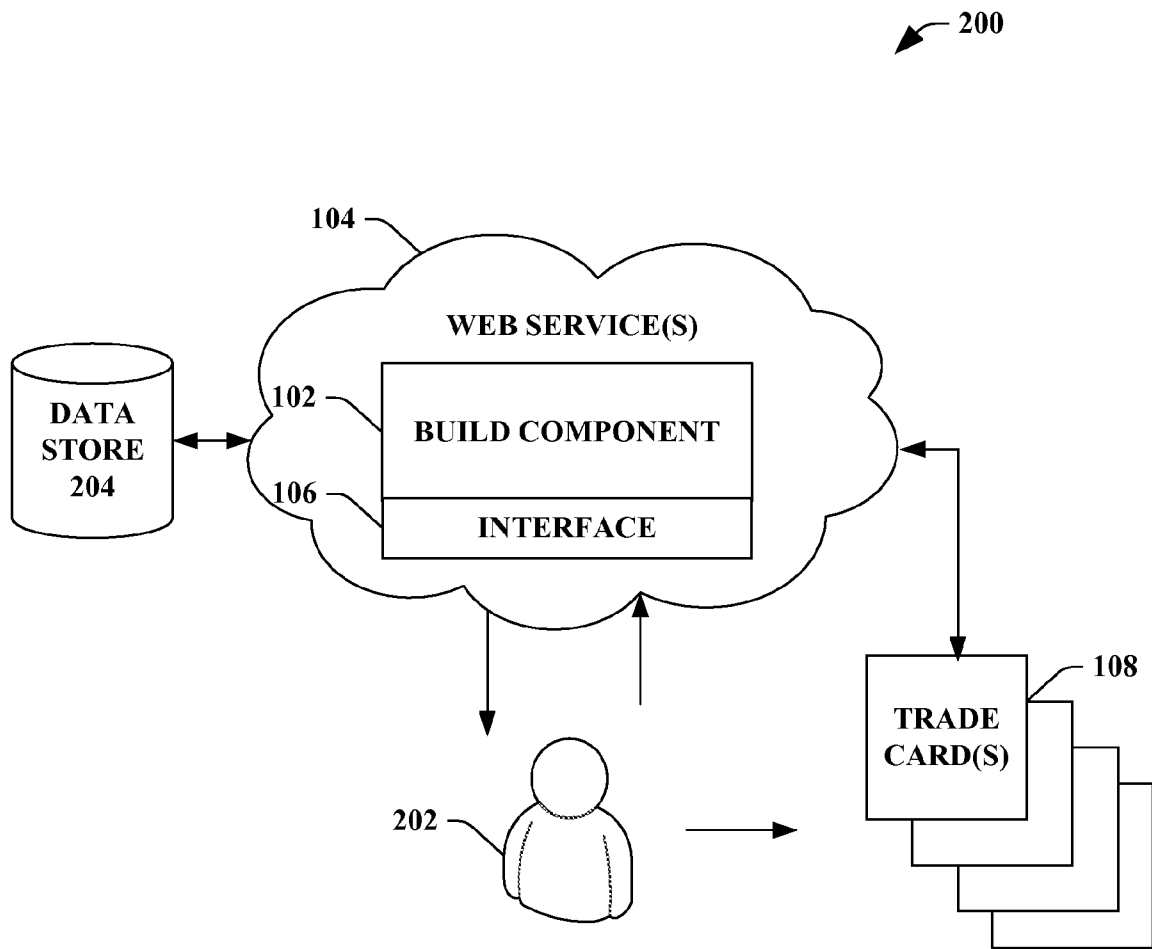 200
104
WEB SERVICE(S)
102
BUILD COMPONENT
DATA
STORE
204
106
INTERFACE
108
TRADE
CARD(S)
202